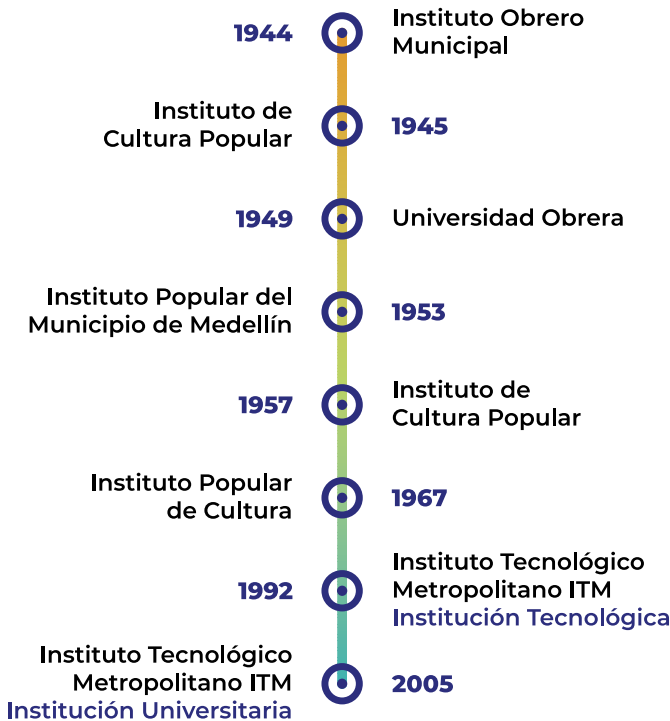 1944
Instituto Obrero
Municipal
Instituto de
Cultura Popular
1945
1949
Universidad Obrera
Instituto Popular del
Municipio de Medellín
1953
1957
Instituto de
Cultura Popular
Instituto Popular
de Cultura
1967
1992
Instituto Tecnológico
Metropolitano ITM
Institución Tecnológica
Instituto Tecnológico
Metropolitano ITM
Institución Universitaria
2005